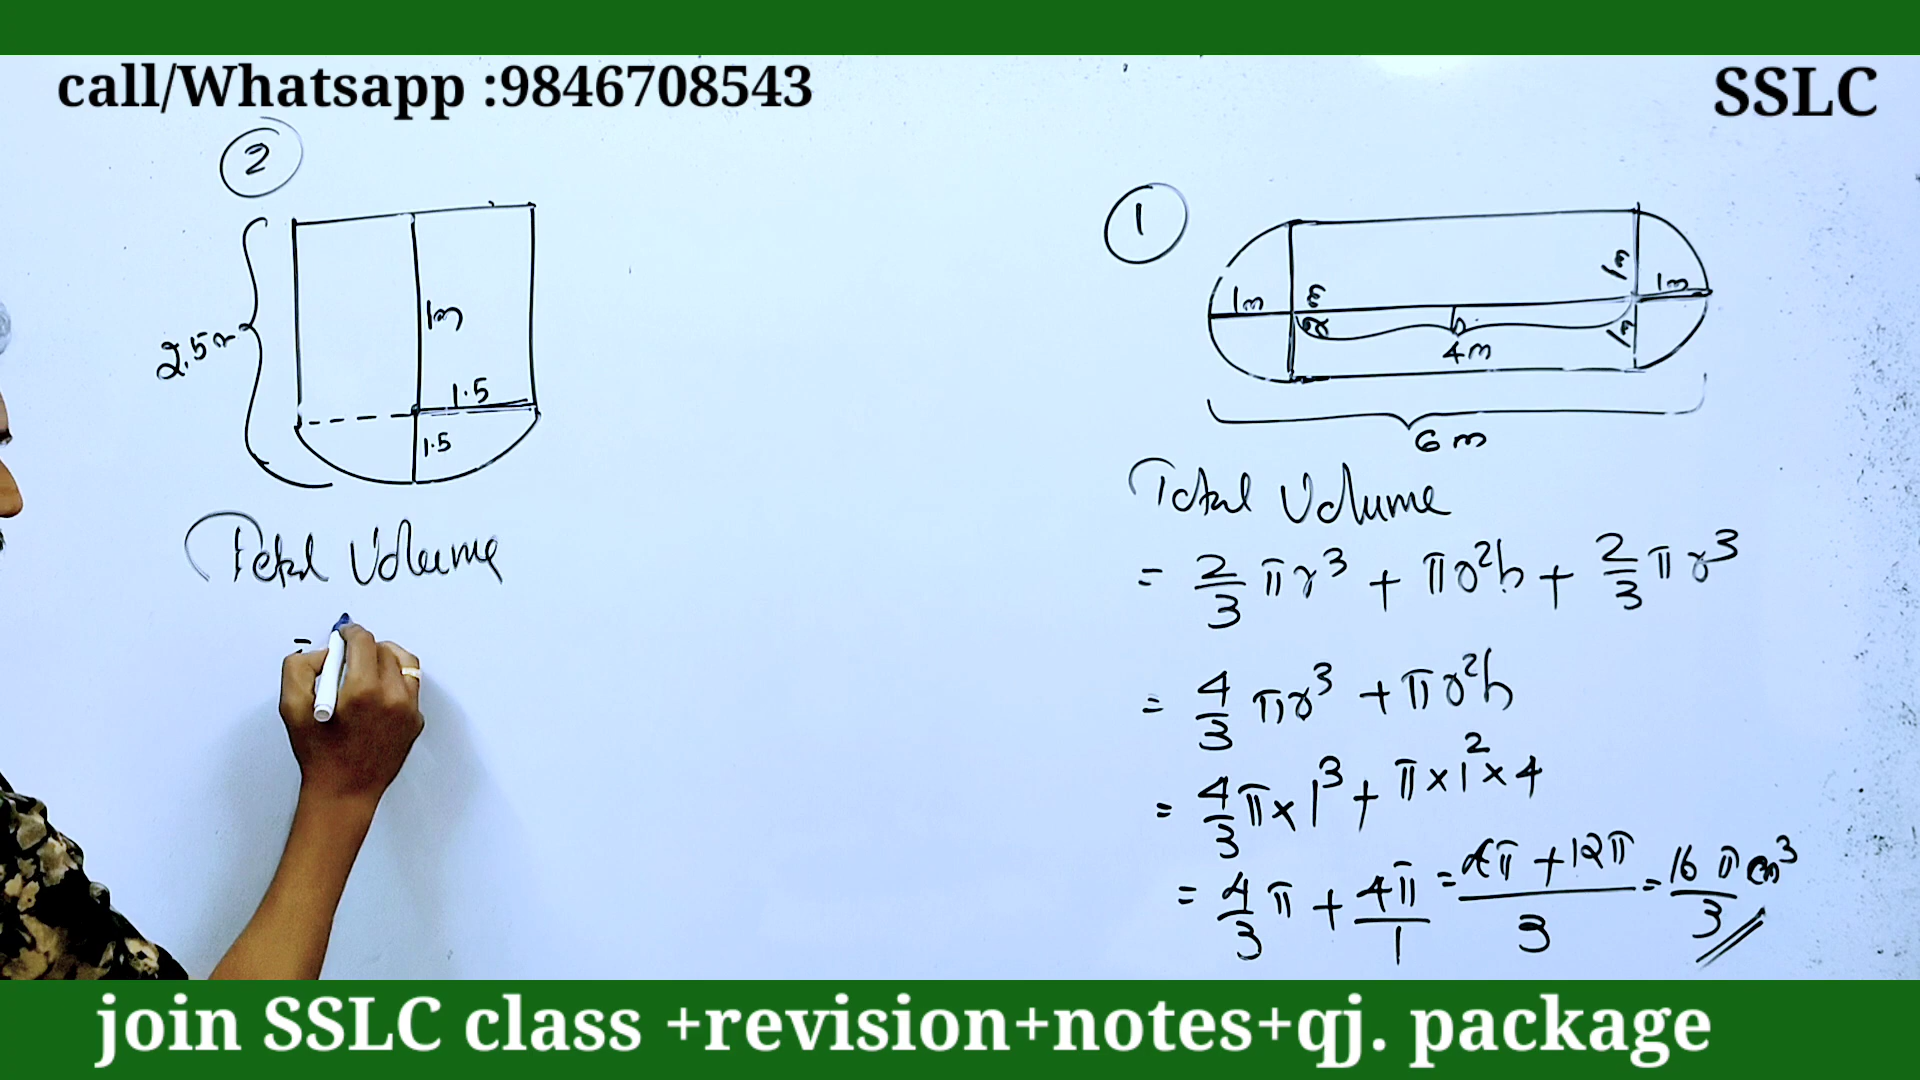 call/Whatsapp :9846708543
SSLC
2
2.5m
1m
1.5
1.5
Total Volume
=
1
1m
1m
1m
1m
h
4m
6 m
Total Volume
= 2/3 πr³ + πr²h + 2/3 πr³
= 4/3 πr³ + πr²h
= 4/3 π × 1³ + π × 1² × 4
= 4/3 π + 4π/1 = 4π + 12π/3 = 16/3 π m³
join SSLC class +revision+notes+qj. package